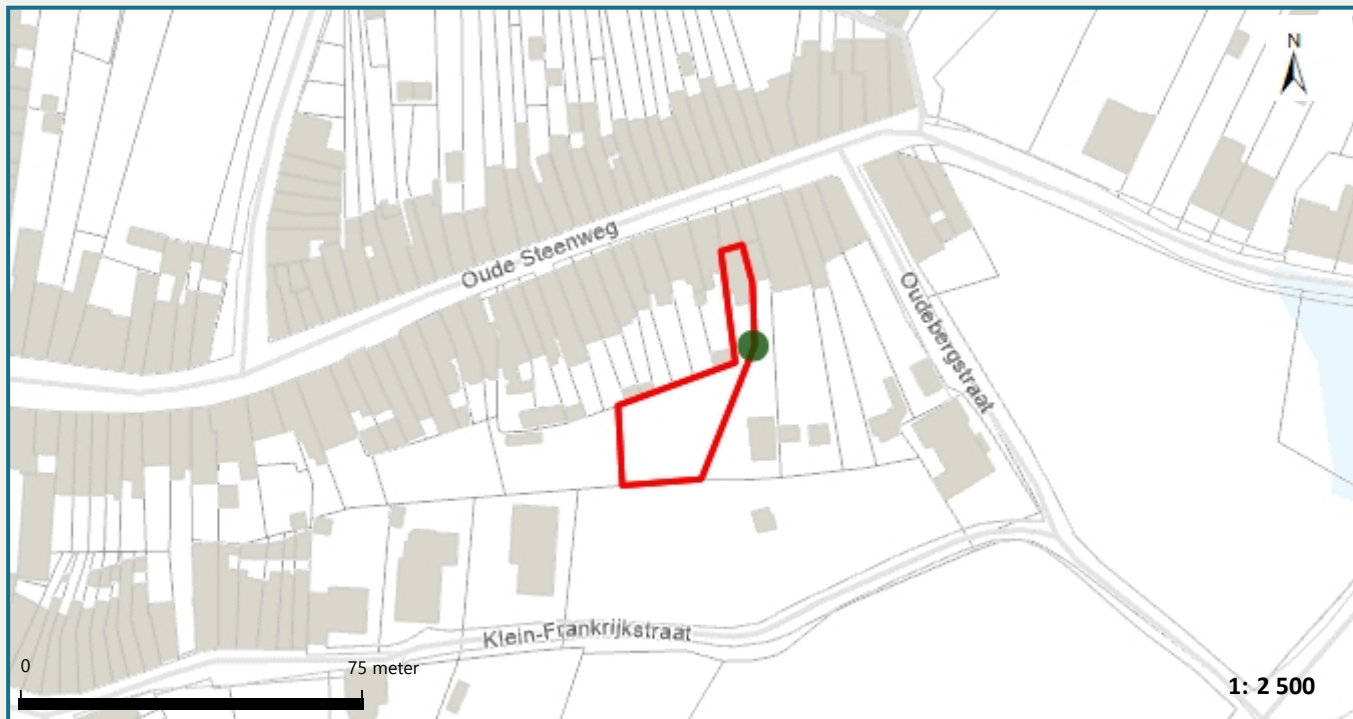 N
Oude Steenweg
Oudebergstraat
Klein-Frankrijkstraat
0
75 meter
1: 2 500